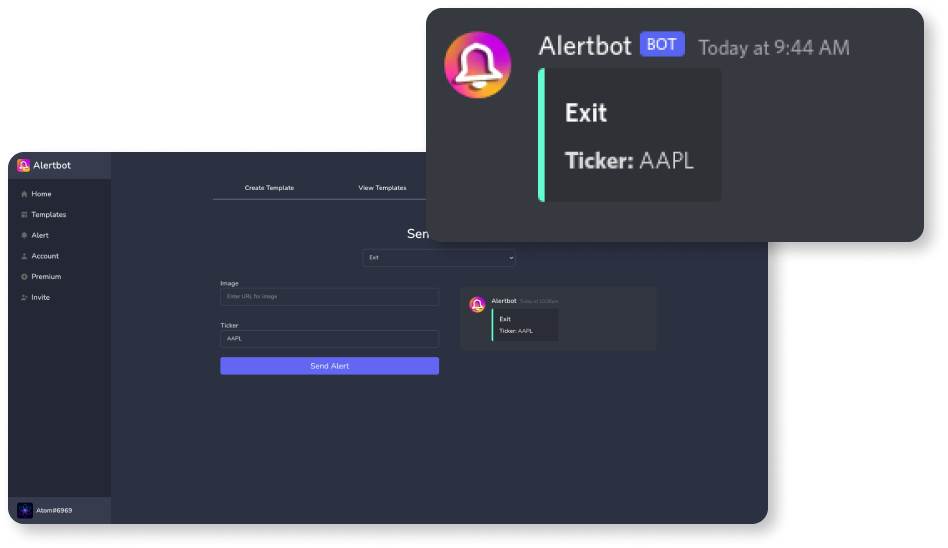 Alertbot BOT Today at 9:44 AM
Exit
Ticker: AAPL
Alertbot
Home
Templates
Alert
Account
Premium
Invite
Atom#6969
Create Template View Templates
Sen
Exit
Image
Enter URL for image
Ticker
AAPL
Send Alert
Alertbot Today at 10:30am
Exit
Ticker: AAPL